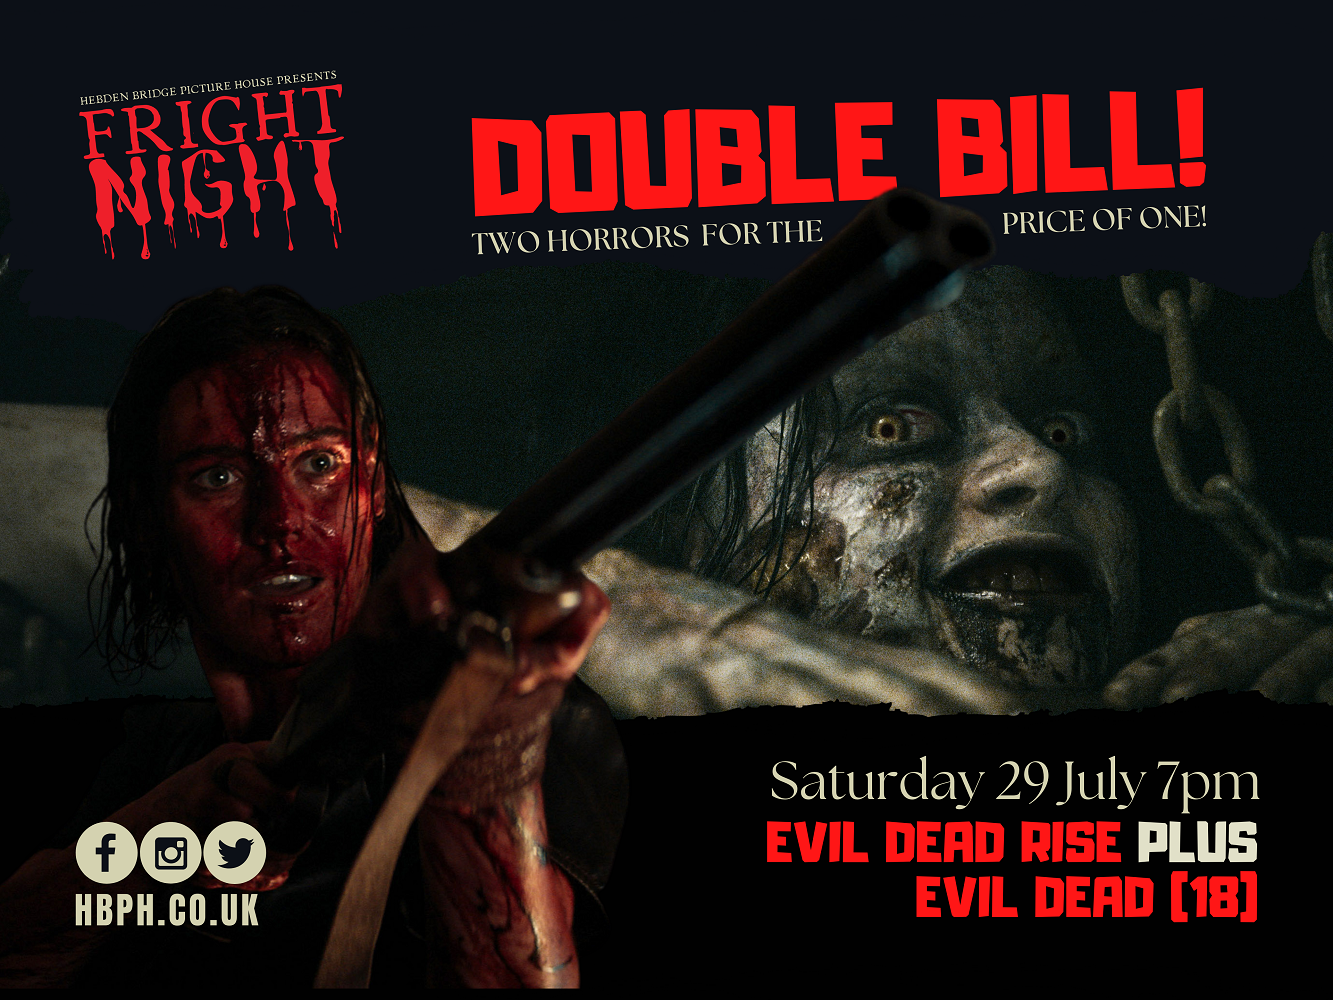 HEBDEN BRIDGE PICTURE HOUSE PRESENTS
FRIGHT
NIGHT
DOUBLE BILL!
TWO HORRORS FOR THE PRICE OF ONE!
Saturday 29 July 7pm
EVIL DEAD RISE PLUS
EVIL DEAD [18]
HBPH.CO.UK